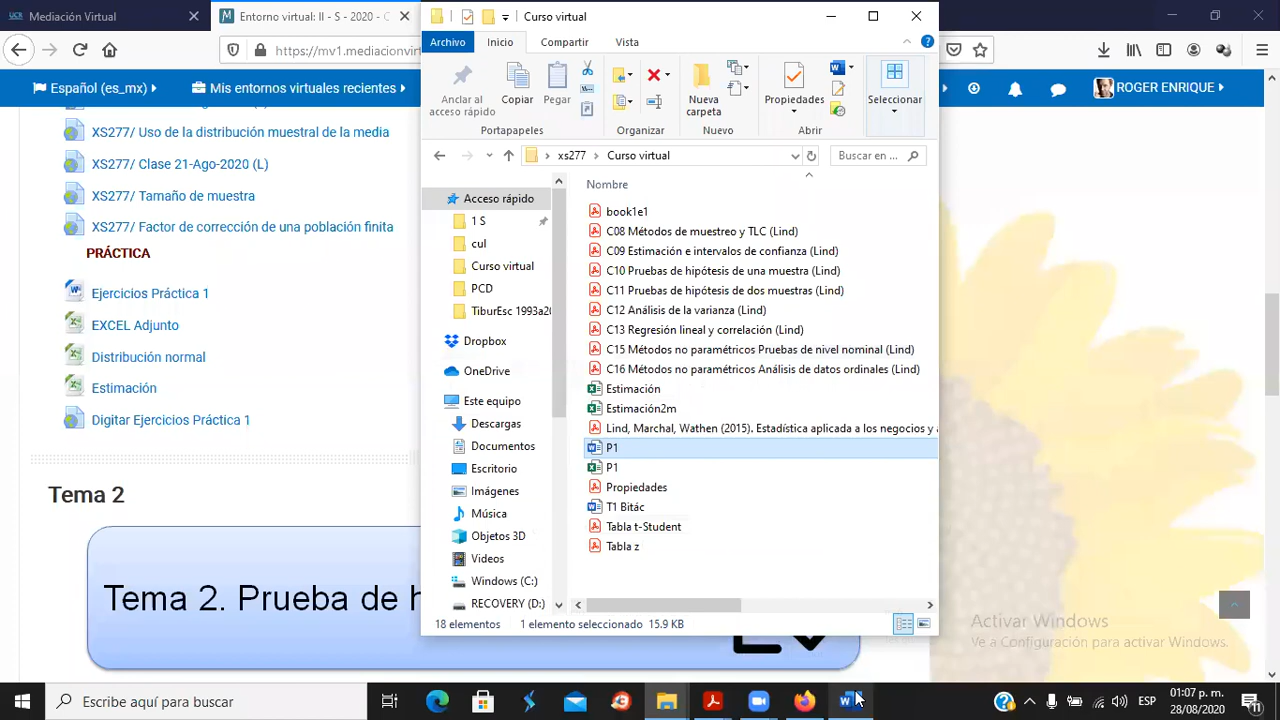 Mediación Virtual
Entorno virtual: II - S - 2020 - C
Curso virtual
https://mv1.mediacionvirt
Archivo Inicio Compartir Vista
Anclar al acceso rápido
Copiar
Pegar
Nueva carpeta
Propiedades
Seleccionar
Portapapeles Organizar Nuevo Abrir
Español (es_mx) Mis entornos virtuales recientes ROGER ENRIQUE
xs277 Curso virtual Buscar en ...
XS277/ Uso de la distribución muestral de la media
XS277/ Clase 21-Ago-2020 (L)
XS277/ Tamaño de muestra
XS277/ Factor de corrección de una población finita
PRÁCTICA
Ejercicios Práctica 1
EXCEL Adjunto
Distribución normal
Estimación
Digitar Ejercicios Práctica 1
Tema 2
Tema 2. Prueba de h
Acceso rápido
1 S
cul
Curso virtual
PCD
TiburEsc 1993a20
Dropbox
OneDrive
Este equipo
Descargas
Documentos
Escritorio
Imágenes
Música
Objetos 3D
Videos
Windows (C:)
RECOVERY (D:)
Nombre
book1e1
C08 Métodos de muestreo y TLC (Lind)
C09 Estimación e intervalos de confianza (Lind)
C10 Pruebas de hipótesis de una muestra (Lind)
C11 Pruebas de hipótesis de dos muestras (Lind)
C12 Análisis de la varianza (Lind)
C13 Regresión lineal y correlación (Lind)
C15 Métodos no paramétricos Pruebas de nivel nominal (Lind)
C16 Métodos no paramétricos Análisis de datos ordinales (Lind)
Estimación
Estimación2m
Lind, Marchal, Wathen (2015). Estadística aplicada a los negocios y a
P1
P1
Propiedades
T1 Bitác
Tabla t-Student
Tabla z
18 elementos 1 elemento seleccionado 15.9 KB
Activar Windows
Ve a Configuración para activar Windows.
Escribe aquí para buscar
ESP
01:07 p. m.
28/08/2020
11